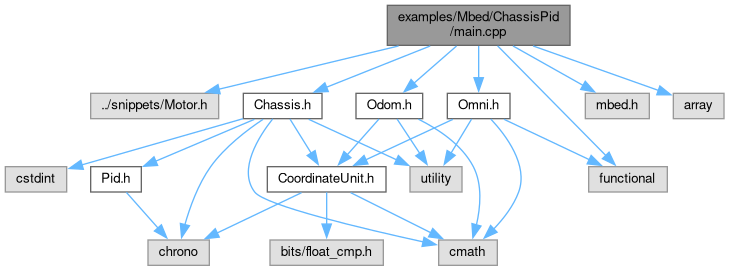 examples/Mbed/ChassisPid
/main.cpp
../snippets/Motor.h
Chassis.h
Odom.h
Omni.h
mbed.h
array
cstdint
Pid.h
CoordinateUnit.h
utility
functional
chrono
bits/float_cmp.h
cmath